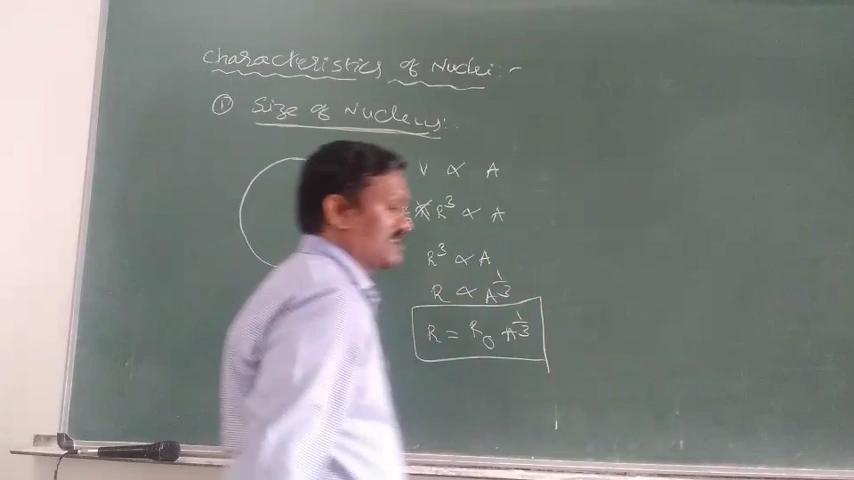 Characteristics of Nuclei:-
① Size of Nucleus:
V ∝ A
R³ ∝ A
R³ ∝ A
R ∝ A^1/3
R = R₀ A^1/3